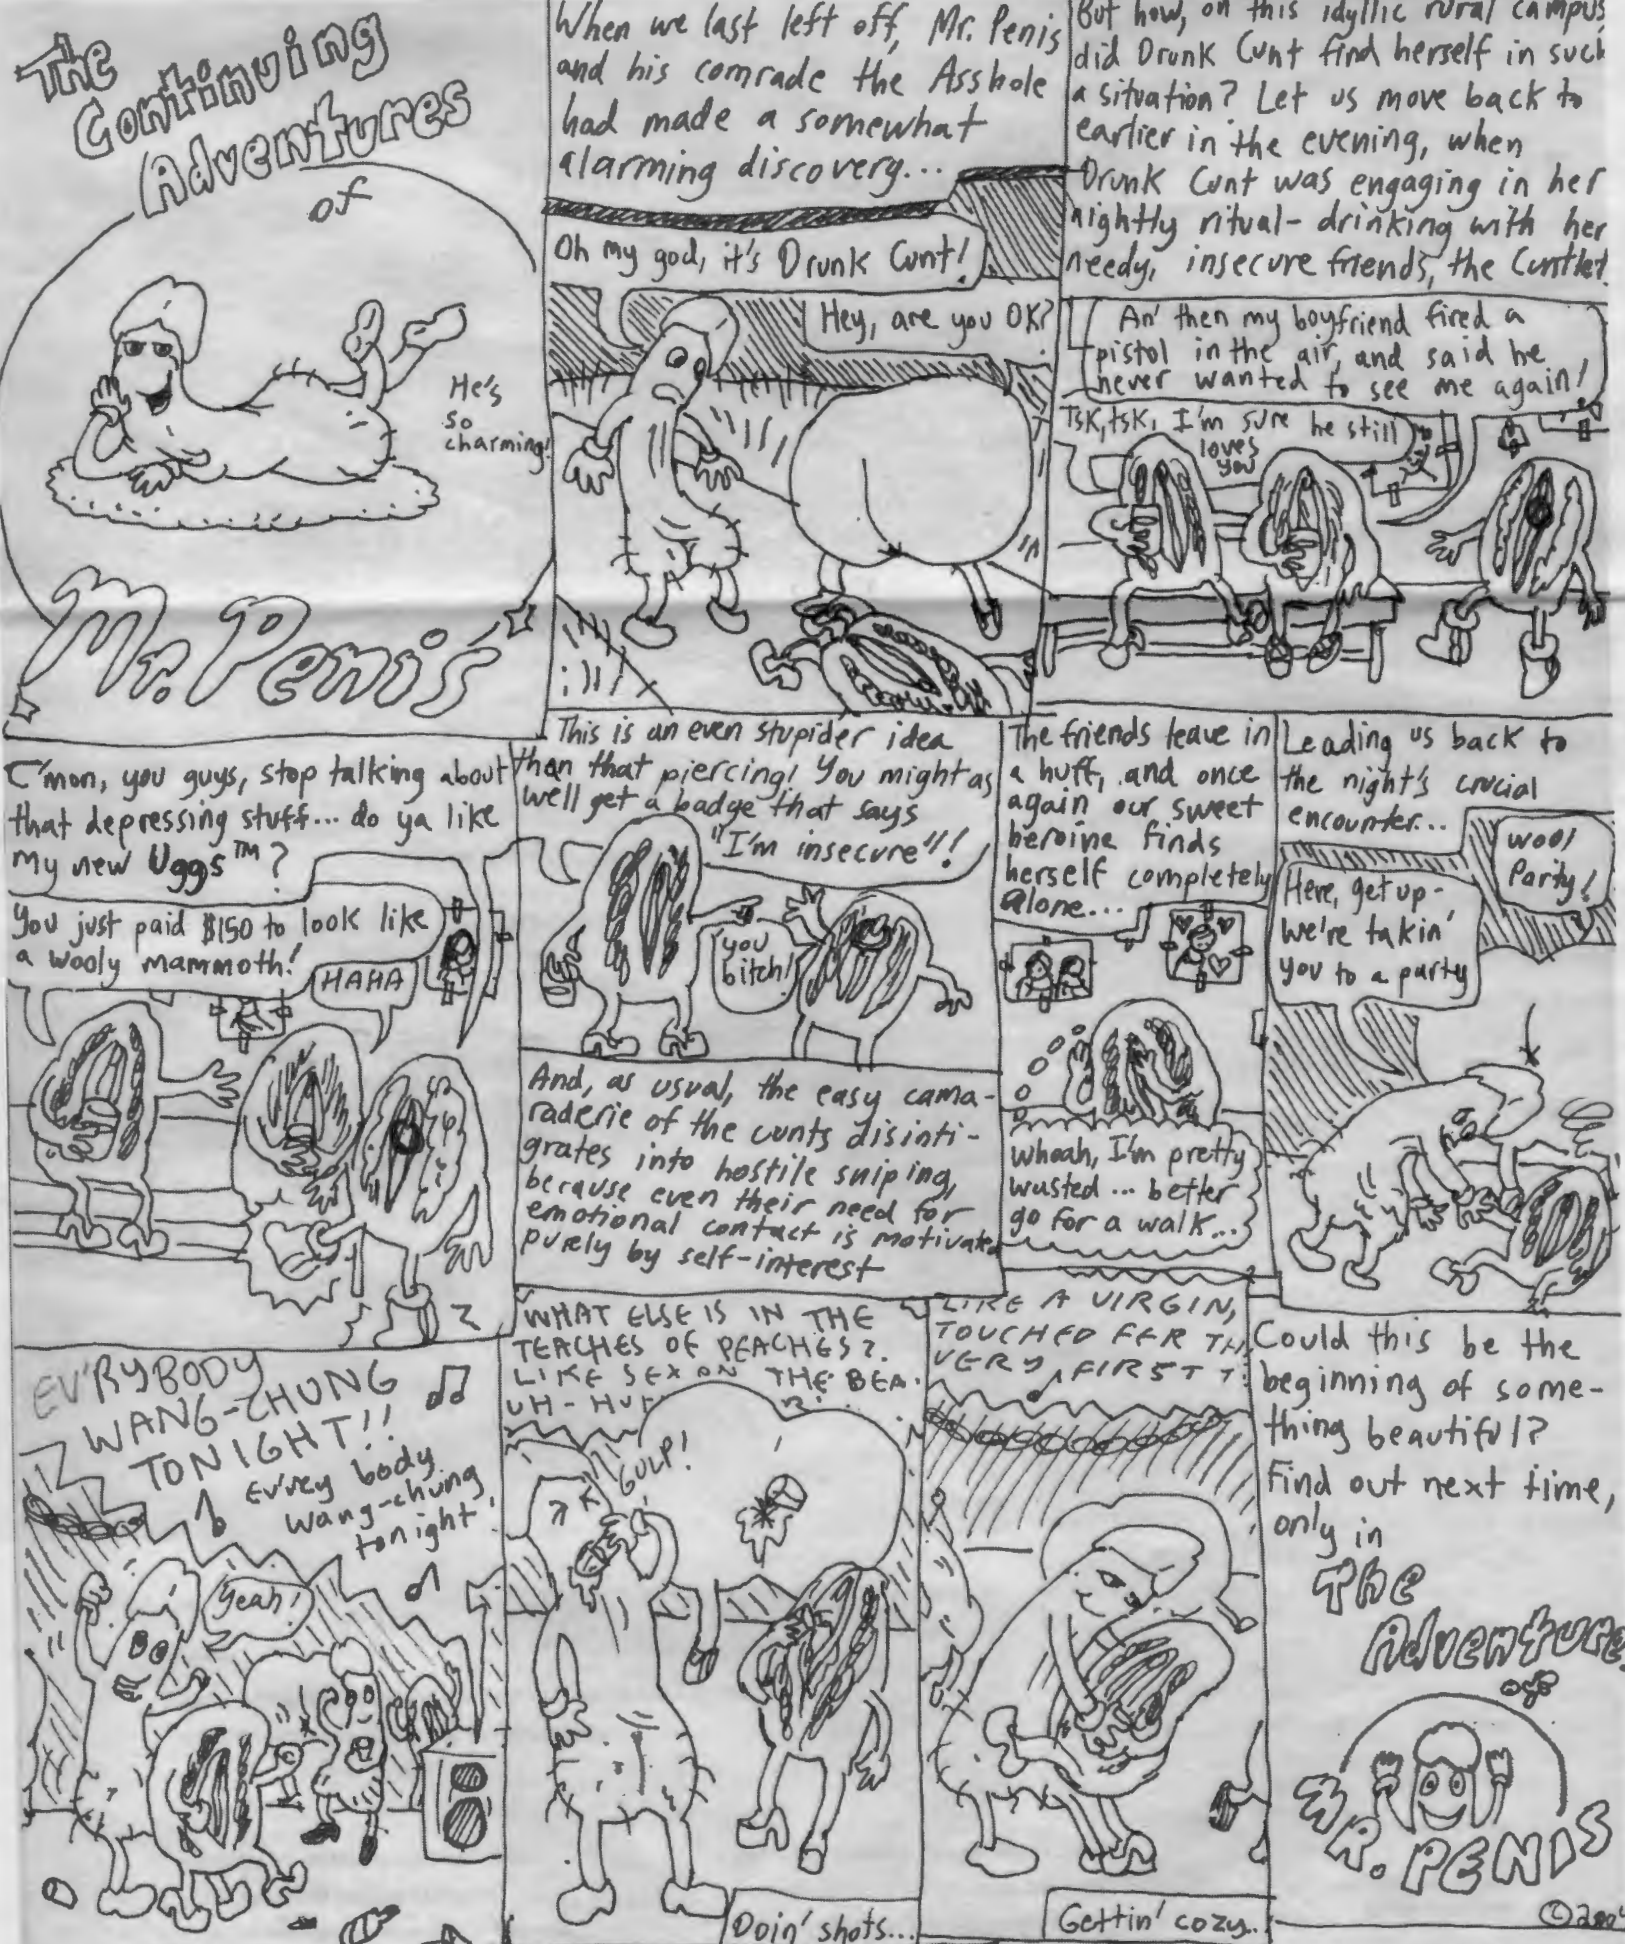 The
Continuing
Adventures
of
He's
so
charming!
Mr. Penis
When we last left off, Mr. Penis
and his comrade the Asshole
had made a somewhat
alarming discovery...
Oh my god, it's Drunk Cunt!
Hey, are you OK?
But how, on this idyllic rural campus,
did Drunk Cunt find herself in such
a situation? Let us move back to
earlier in the evening, when
Drunk Cunt was engaging in her
nightly ritual- drinking with her
needy, insecure friends, the
An' then my boyfriend fired a
pistol in the air, and said he
never wanted to see me again!
Tsk, tsk, I'm sure he still
loves
you
C'mon, you guys, stop talking about
that depressing stuff... do ya like
my new Uggs™?
You just paid $150 to look like
a wooly mammoth!
HAHA
This is an even stupider idea
than that piercing! You might as
well get a badge that says
"I'm insecure"!
you
bitch!
And, as usual, the easy cama-
raderie of the cunts disinti-
grates into hostile sniping,
because even their need for
emotional contact is motivated
purely by self-interest
The friends leave in
a huff, and once
again our sweet
heroine finds
herself completely
alone...
Whoah, I'm pretty
wasted... better
go for a walk...
Leading us back to
the night's crucial
encounter...
woo!
Party!
Here, get up-
we're takin'
you to a party
EV'RYBODY
WANG-CHUNG
TONIGHT!!
Ev'rey body
wang-chung
tonight
Yeah!
WHAT ELSE IS IN THE
TEACHES OF PEACHES?
LIKE SEX ON THE BEA
UH-HUH
GULP!
Doin' shots...
LIKE A VIRGIN,
TOUCHED FER TH
VERY FIRST T
Gettin' cozy...
Could this be the
beginning of some-
thing beautiful?
Find out next time,
only in
The
Adventure
of
MR. PENIS